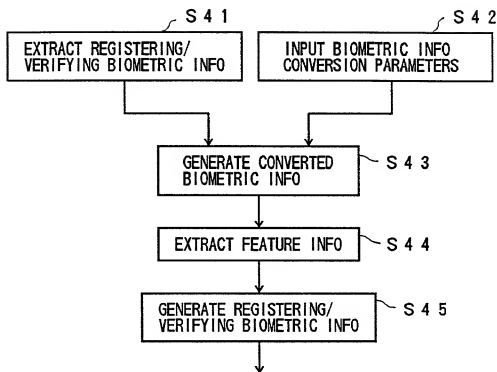 S41
EXTRACT REGISTERING/
VERIFYING BIOMETRIC INFO
S42
INPUT BIOMETRIC INFO
CONVERSION PARAMETERS
GENERATE CONVERTED
BIOMETRIC INFO
S43
EXTRACT FEATURE INFO
S44
GENERATE REGISTERING/
VERIFYING BIOMETRIC INFO
S45